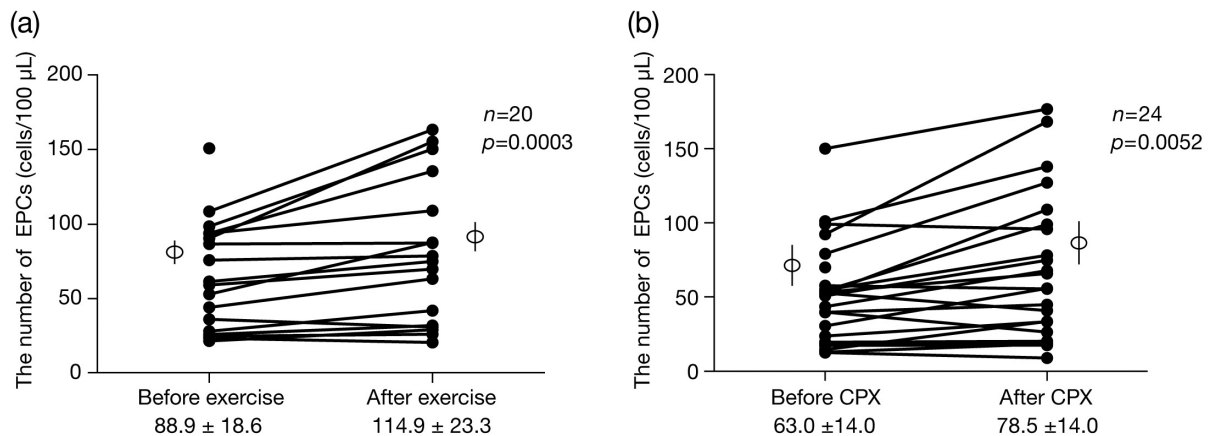 (a)
The number of EPCs (cells/100 µL)
200
150
100
50
0
n=20
p=0.0003
Before exercise
88.9 ± 18.6
After exercise
114.9 ± 23.3
(b)
The number of EPCs (cells/100 µL)
200
150
100
50
0
n=24
p=0.0052
Before CPX
63.0 ±14.0
After CPX
78.5 ±14.0